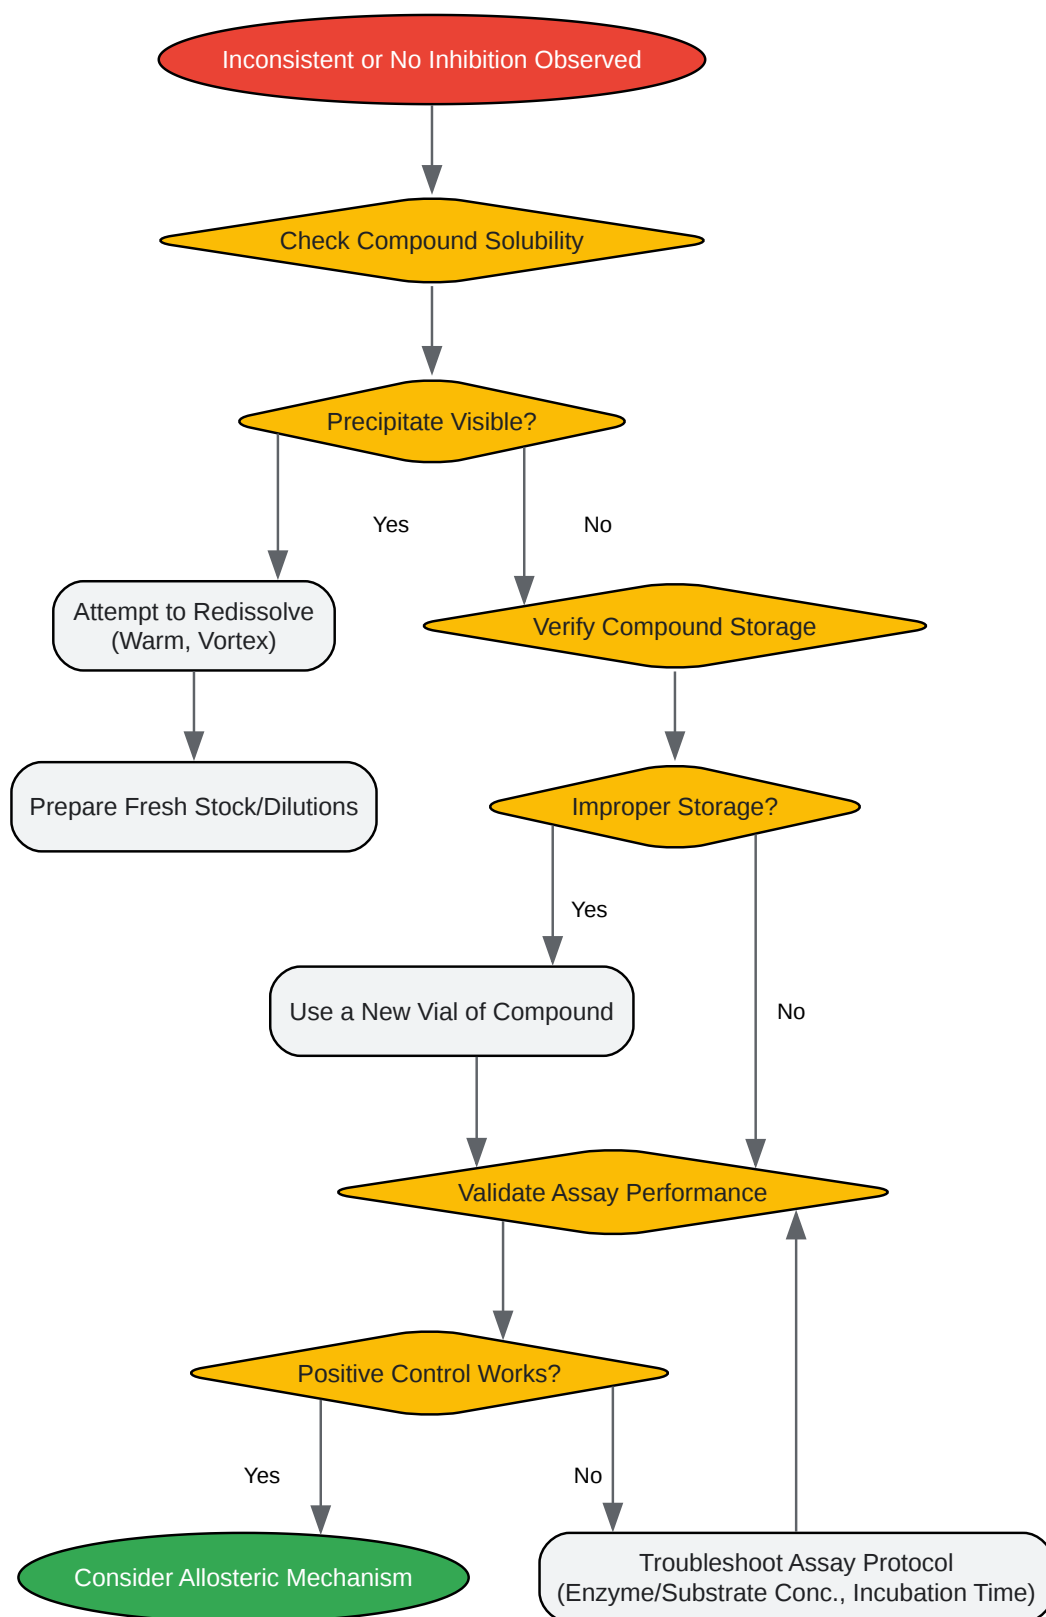 Inconsistent or No Inhibition Observed
Check Compound Solubility
Precipitate Visible?
Yes
No
Attempt to Redissolve
(Warm, Vortex)
Verify Compound Storage
Prepare Fresh Stock/Dilutions
Improper Storage?
Yes
Use a New Vial of Compound
No
Validate Assay Performance
Positive Control Works?
Yes
No
Consider Allosteric Mechanism
Troubleshoot Assay Protocol
(Enzyme/Substrate Conc., Incubation Time)